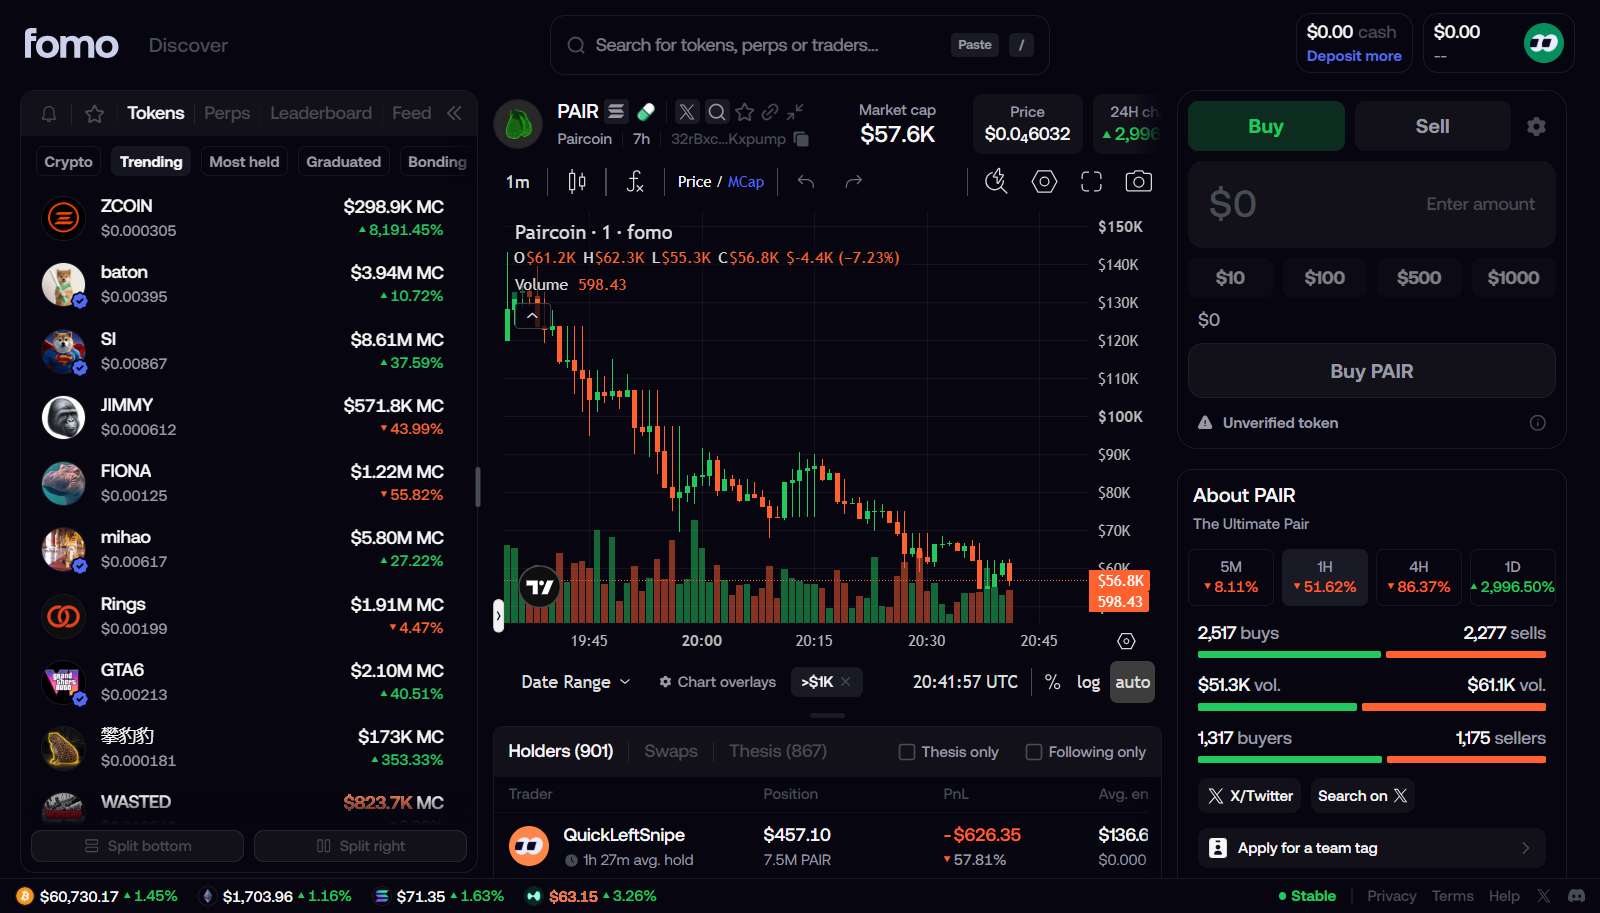 fomo
Discover
Search for tokens, perps or traders...
Paste
/
$0.00 cash
Deposit more
$0.00
--
Tokens
Perps
Leaderboard
Feed
Crypto
Trending
Most held
Graduated
Bonding
ZCOIN
$298.9K MC
$0.000305
8,191.45%
baton
$3.94M MC
$0.00395
10.72%
SI
$8.61M MC
$0.00867
37.59%
JIMMY
$571.8K MC
$0.000612
43.99%
FIONA
$1.22M MC
$0.00125
55.82%
mihao
$5.80M MC
$0.00617
27.22%
Rings
$1.91M MC
$0.00199
4.47%
GTA6
$2.10M MC
$0.00213
40.51%
攀豹豹
$173K MC
$0.000181
353.33%
WASTED
$823.7K MC
Split bottom
Split right
PAIR
Paircoin
7h
32rBxc...Kxpump
Market cap
$57.6K
Price
$0.0₄6032
24H ch
2,996
1m
Price / MCap
Paircoin · 1 · fomo
O$61.2K H$62.3K L$55.3K C$56.8K $-4.4K (−7.23%)
Volume 598.43
$150K
$140K
$130K
$120K
$110K
$100K
$90K
$80K
$70K
$60K
$56.8K
598.43
19:45
20:00
20:15
20:30
20:45
Date Range
Chart overlays
>$1K
20:41:57 UTC
%
log
auto
Holders (901)
Swaps
Thesis (867)
Thesis only
Following only
Trader
Position
PnL
Avg. en
QuickLeftSnipe
$457.10
-$626.35
$136.6
1h 27m avg. hold
7.5M PAIR
57.81%
$0.000
Buy
Sell
$0
Enter amount
$10
$100
$500
$1000
$0
Buy PAIR
Unverified token
About PAIR
The Ultimate Pair
5M
8.11%
1H
51.62%
4H
86.37%
1D
2,996.50%
2,517 buys
2,277 sells
$51.3K vol.
$61.1K vol.
1,317 buyers
1,175 sellers
X/Twitter
Search on X
Apply for a team tag
$60,730.17 1.45%
$1,703.96 1.16%
$71.35 1.63%
$63.15 3.26%
Stable
Privacy
Terms
Help